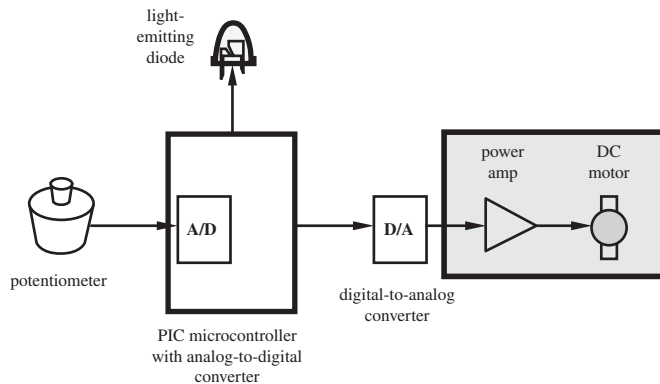 light-
emitting
diode
power
amp
DC
motor
A/D
D/A
potentiometer
digital-to-analog
converter
PIC microcontroller
with analog-to-digital
converter